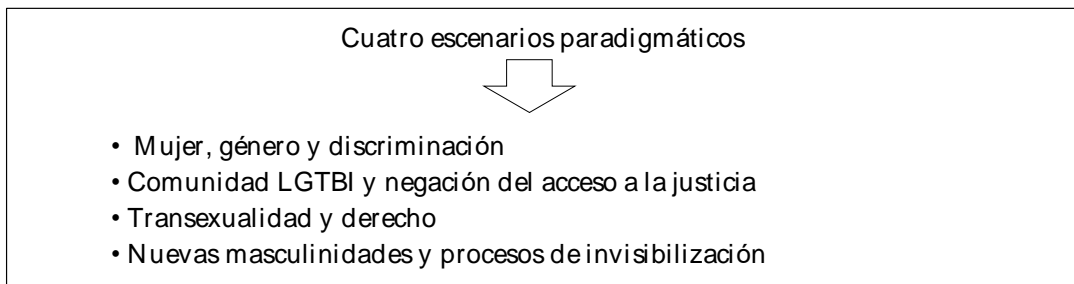 Cuatro escenarios paradigmáticos
• Mujer, género y discriminación
• Comunidad LGTBI y negación del acceso a la justicia
• Transexualidad y derecho
• Nuevas masculinidades y procesos de invisibilización